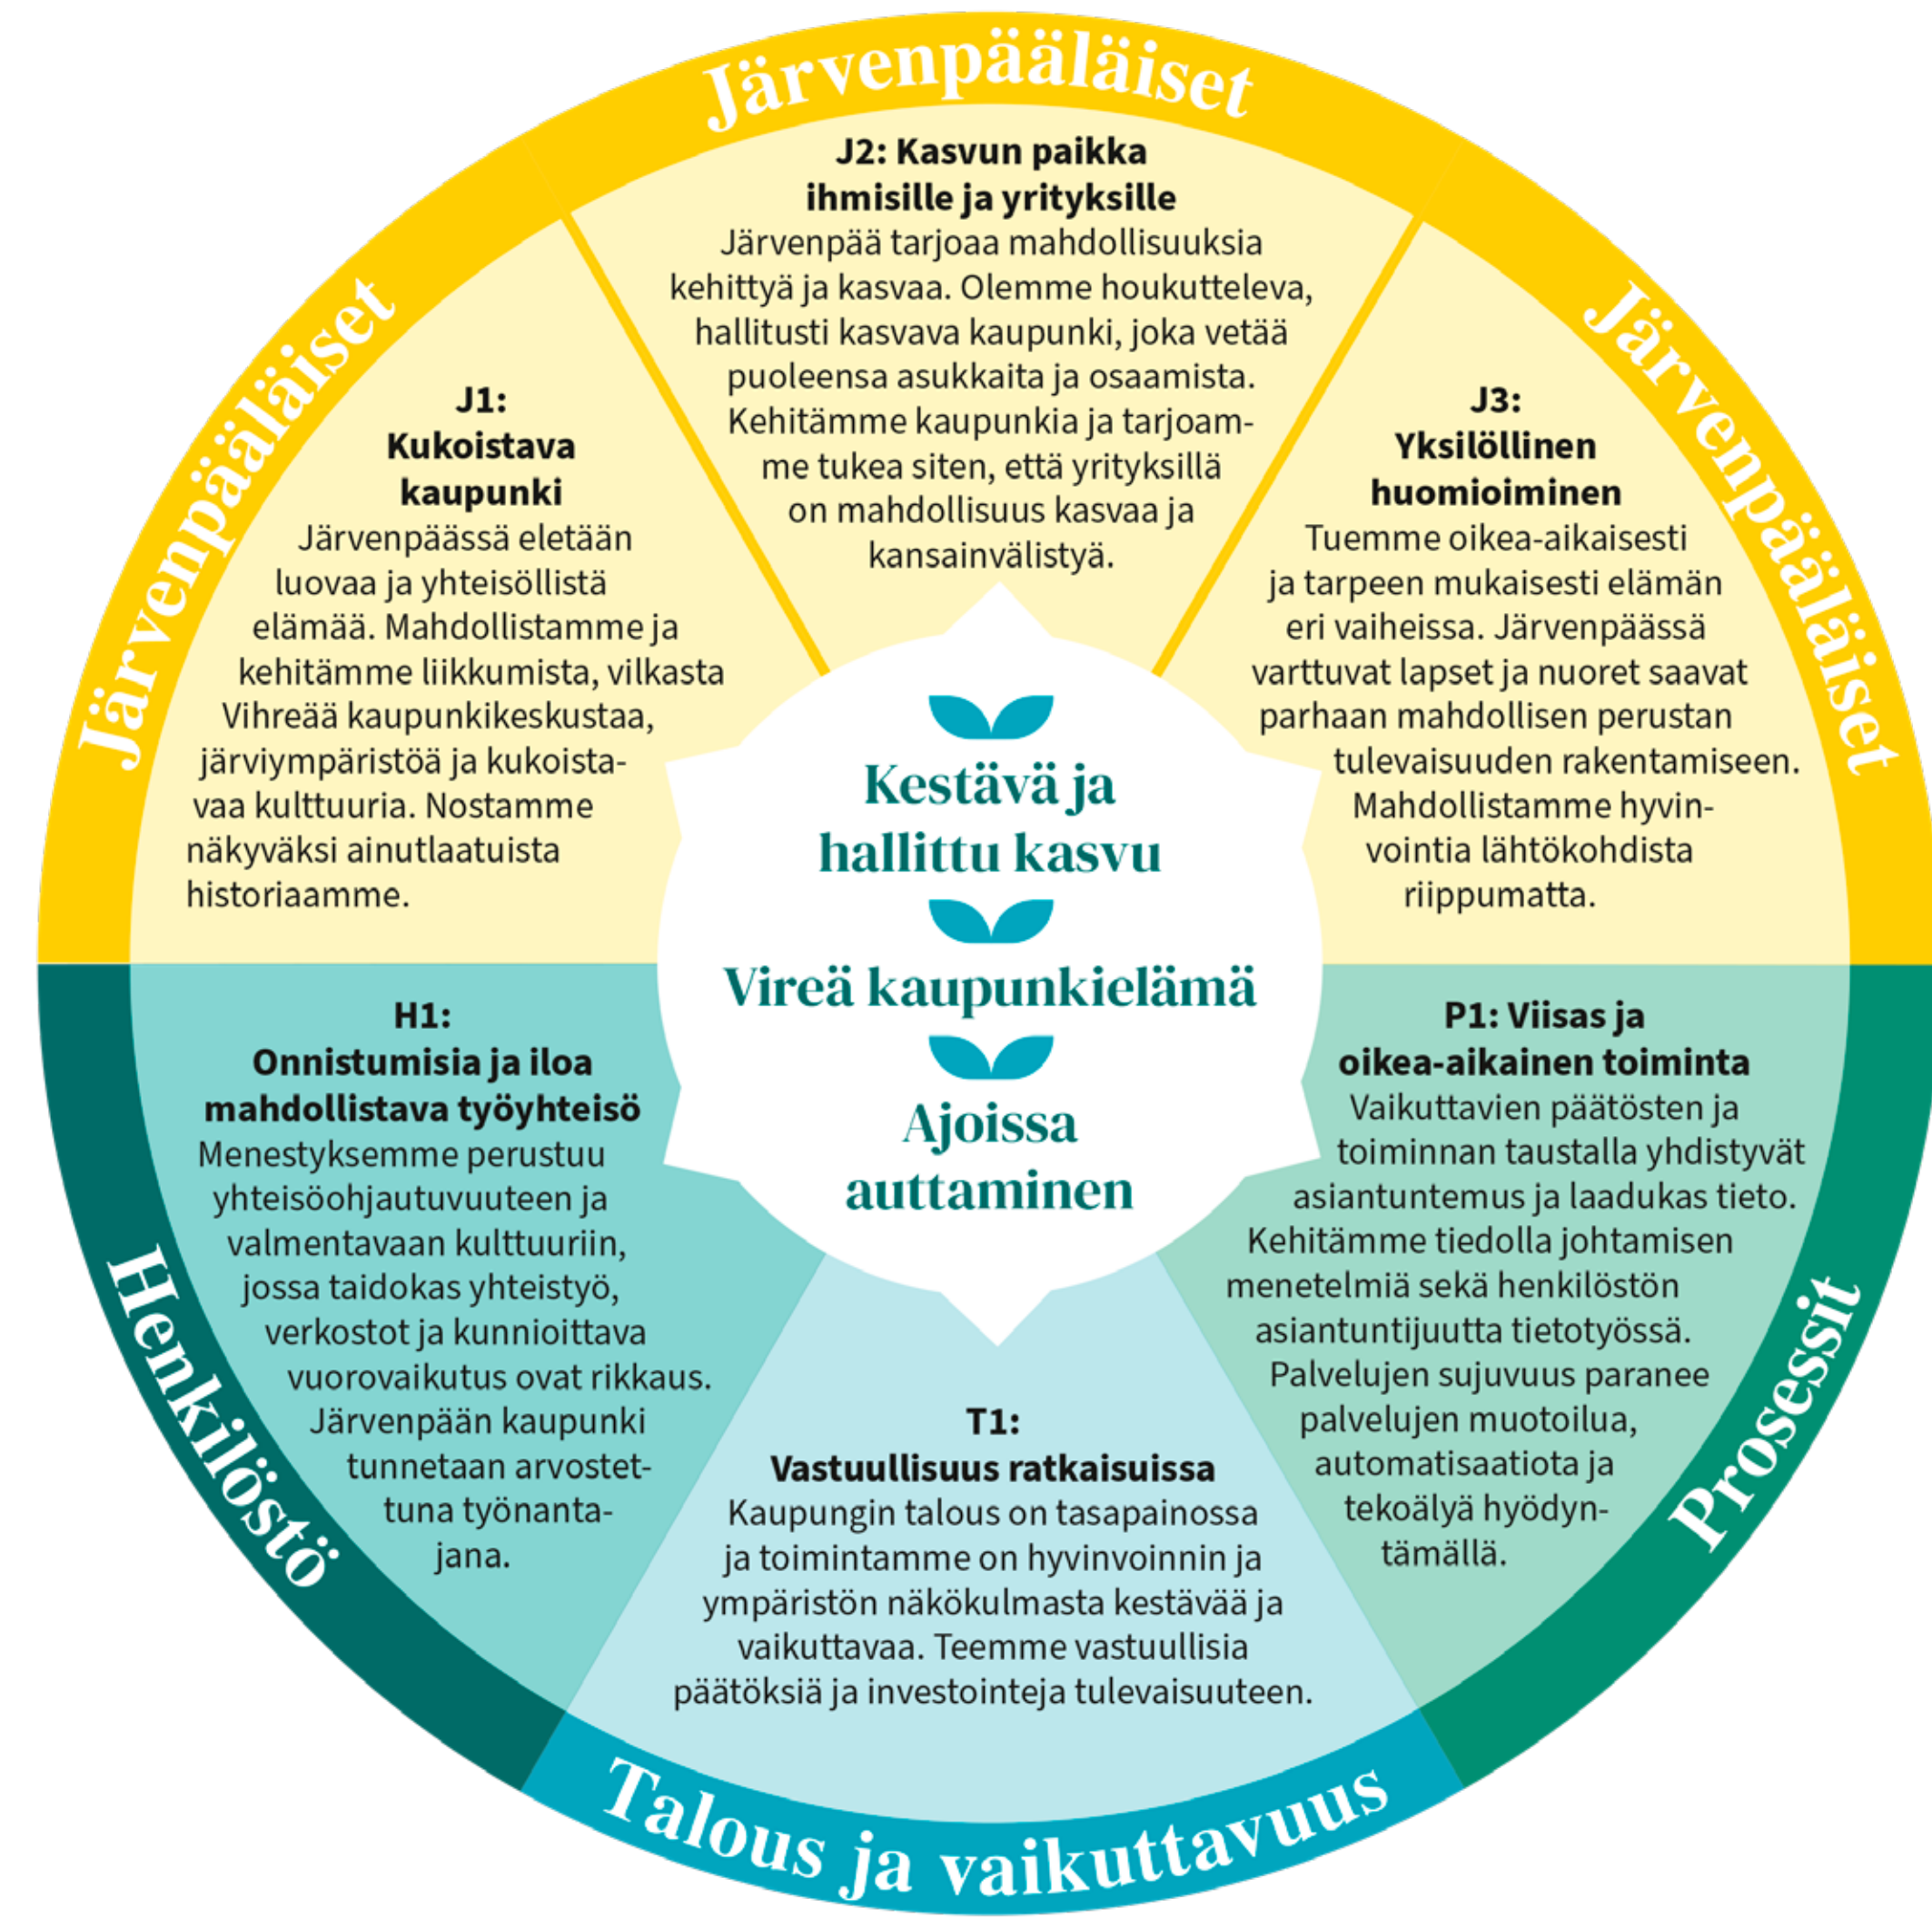 Järvenpääläiset
J2: Kasvun paikka
ihmisille ja yrityksille
Järvenpää tarjoaa mahdollisuuksia
kehittyä ja kasvaa. Olemme houkutteleva,
hallitusti kasvava kaupunki, joka vetää
puoleensa asukkaita ja osaamista.
Kehitämme kaupunkia ja tarjoam-
me tukea siten, että yrityksillä
on mahdollisuus kasvaa ja
kansainvälistyä.
Järvenpääläiset
J1:
Kukoistava
kaupunki
Järvenpäässä eletään
luovaa ja yhteisöllistä
elämää. Mahdollistamme ja
kehitämme liikkumista, vilkasta
Vihreää kaupunkikeskustaa,
järviympäristöä ja kukoista-
vaa kulttuuria. Nostamme
näkyväksi ainutlaatuista
historiaamme.
Järvenpääläiset
J3:
Yksilöllinen
huomioiminen
Tuemme oikea-aikaisesti
ja tarpeen mukaisesti elämän
eri vaiheissa. Järvenpäässä
varttuvat lapset ja nuoret saavat
parhaan mahdollisen perustan
tulevaisuuden rakentamiseen.
Mahdollistamme hyvin-
vointia lähtökohdista
riippumatta.
Kestävä ja
hallittu kasvu
Vireä kaupunkielämä
Ajoissa
auttaminen
Henkilöstö
H1:
Onnistumisia ja iloa
mahdollistava työyhteisö
Menestyksemme perustuu
yhteisöohjautuvuuteen ja
valmentavaan kulttuuriin,
jossa taidokas yhteistyö,
verkostot ja kunnioittava
vuorovaikutus ovat rikkaus.
Järvenpään kaupunki
tunnetaan arvostet-
tuna työnanta-
jana.
Prosessit
P1: Viisas ja
oikea-aikainen toiminta
Vaikuttavien päätösten ja
toiminnan taustalla yhdistyvät
asiantuntemus ja laadukas tieto.
Kehitämme tiedolla johtamisen
menetelmiä sekä henkilöstön
asiantuntijuutta tietotyössä.
Palvelujen sujuvuus paranee
palvelujen muotoilua,
automatisaatiota ja
tekoälyä hyödyn-
tämällä.
T1:
Vastuullisuus ratkaisuissa
Kaupungin talous on tasapainossa
ja toimintamme on hyvinvoinnin ja
ympäristön näkökulmasta kestävää ja
vaikuttavaa. Teemme vastuullisia
päätöksiä ja investointeja tulevaisuuteen.
Talous ja vaikuttavuus